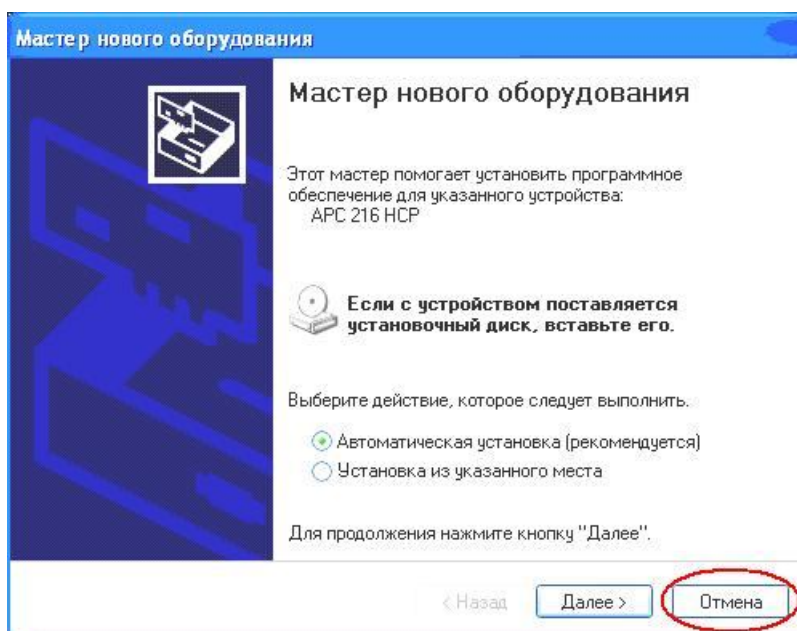 Мастер нового оборудования
Мастер нового оборудования
Этот мастер помогает установить программное
обеспечение для указанного устройства:
APC 216 HCP
Если с устройством поставляется
установочный диск, вставьте его.
Выберите действие, которое следует выполнить.
Автоматическая установка (рекомендуется)
Установка из указанного места
Для продолжения нажмите кнопку "Далее".
< Назад
Далее >
Отмена